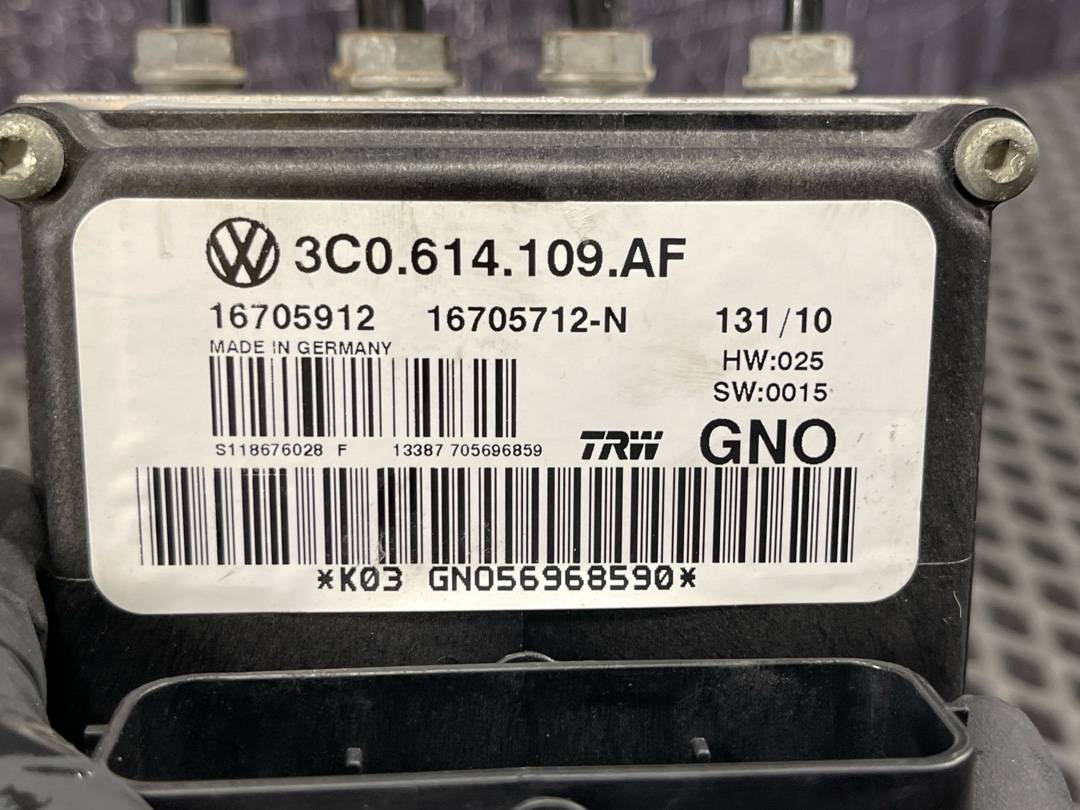 3C0.614.109.AF
16705912 16705712-N 131/10
MADE IN GERMANY
HW:025
SW:0015
S118676028 F 13387 705696859
TRW GNO
*K03 GNO56968590*